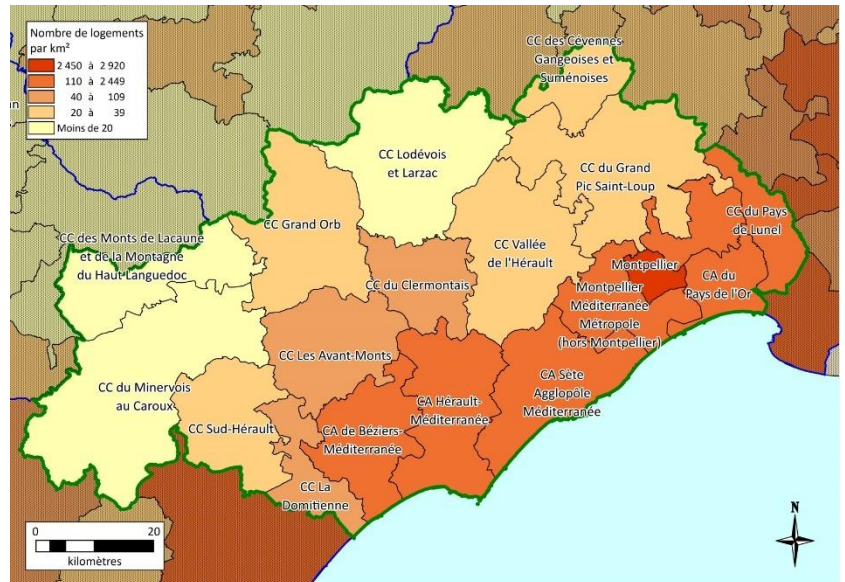 Nombre de logements
par km²
2 450 à 2 920
110 à 2 449
40 à 109
20 à 39
Moins de 20
CC des Cévennes
Gangeoises et
Suménoises
CC Lodévois
et Larzac
CC du Grand
Pic Saint-Loup
CC Grand Orb
CC du Pays
de Lunel
CC des Monts de Lacaune
et de la Montagne
du Haut Languedoc
CC Vallée
de l'Hérault
Montpellier
CC du Clermontais
CA du
Pays de l'Or
Montpellier
Méditerranée
Métropole
(hors Montpellier)
CC Les Avant-Monts
CC du Minervois
au Caroux
CA Sète
Agglopôle
Méditerranée
CA Hérault-
Méditerranée
CC Sud-Hérault
CA de Béziers-
Méditerranée
CC La
Domitienne
0 20
kilomètres
N